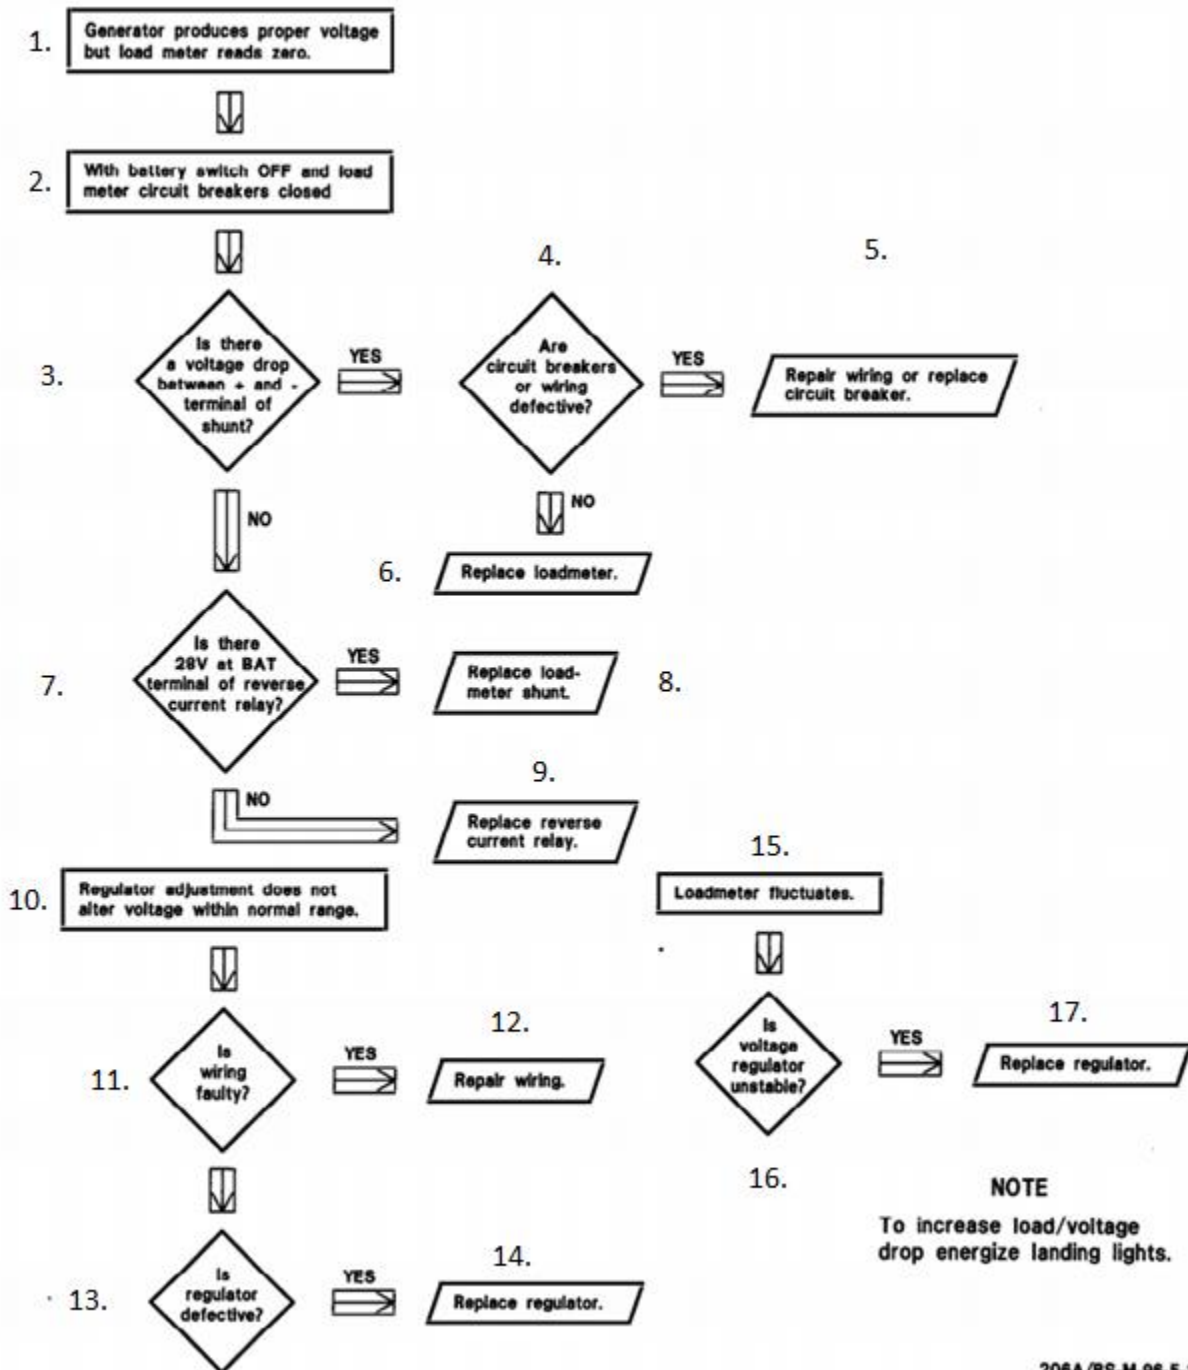 1.
Generator produces proper voltage
but load meter reads zero.
2.
With battery switch OFF and load
meter circuit breakers closed
3.
Is there
a voltage drop
between + and -
terminal of
shunt?
YES
4.
Are
circuit breakers
or wiring
defective?
YES
5.
Repair wiring or replace
circuit breaker.
NO
NO
6.
Replace loadmeter.
7.
Is there
28V at BAT
terminal of reverse
current relay?
YES
Replace load-
meter shunt.
8.
NO
9.
Replace reverse
current relay.
10.
Regulator adjustment does not
alter voltage within normal range.
11.
Is
wiring
faulty?
YES
12.
Repair wiring.
13.
Is
regulator
defective?
YES
14.
Replace regulator.
15.
Loadmeter fluctuates.
Is
voltage
regulator
unstable?
16.
YES
17.
Replace regulator.
NOTE
To increase load/voltage
drop energize landing lights.